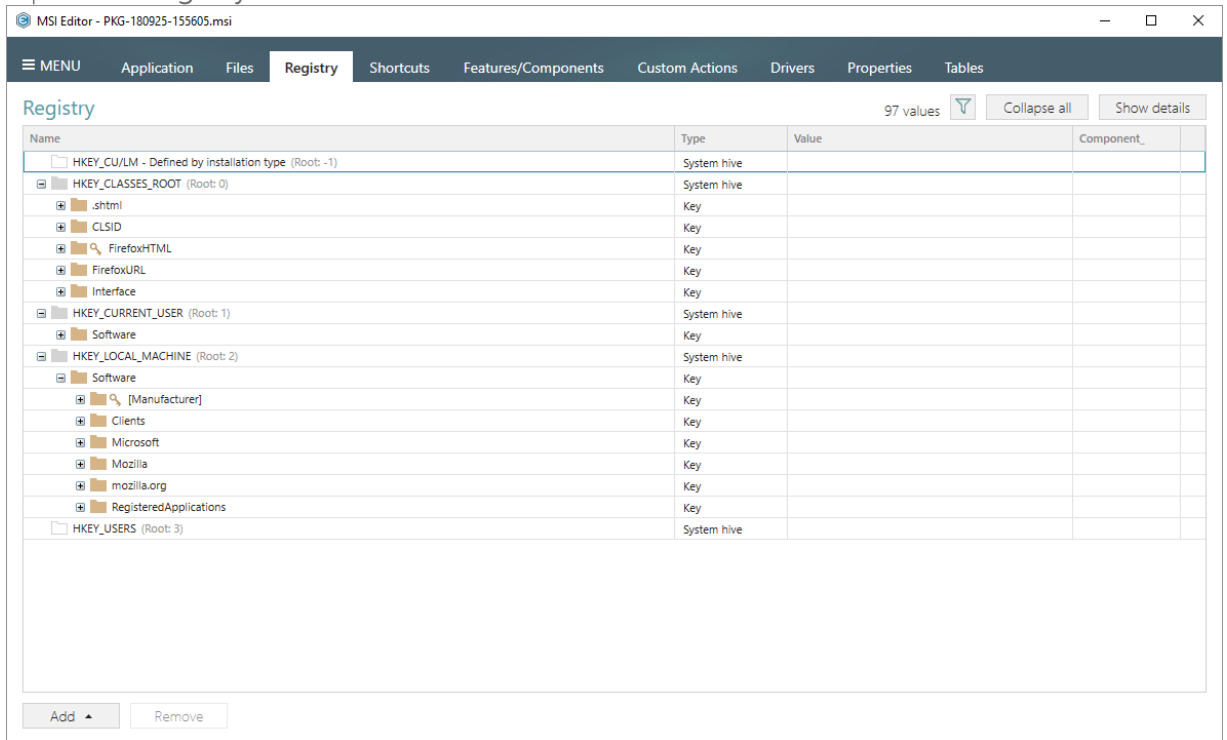 MSI Editor - PKG-180925-155605.msi
MENU Application Files Registry Shortcuts Features/Components Custom Actions Drivers Properties Tables
Registry 97 values Collapse all Show details
Name Type Value Component_
HKEY_CU/LM - Defined by installation type (Root: -1) System hive
HKEY_CLASSES_ROOT (Root: 0) System hive
.shtml Key
CLSID Key
FirefoxHTML Key
FirefoxURL Key
Interface Key
HKEY_CURRENT_USER (Root: 1) System hive
Software Key
HKEY_LOCAL_MACHINE (Root: 2) System hive
Software Key
[Manufacturer] Key
Clients Key
Microsoft Key
Mozilla Key
mozilla.org Key
RegisteredApplications Key
HKEY_USERS (Root: 3) System hive
Add Remove